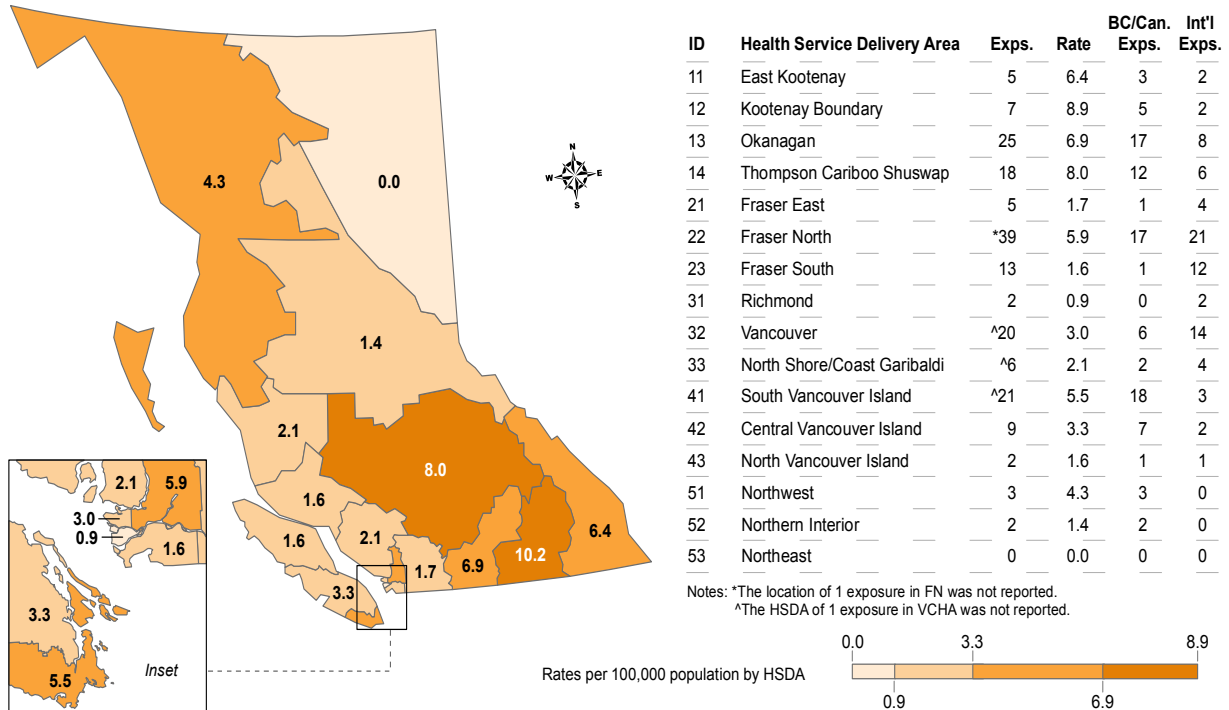 4.3
0.0
N
W E
S
1.4
2.1
8.0
1.6
1.6
2.1
1.7
6.9
10.2
6.4
3.3
2.1
5.9
3.0
0.9
1.6
3.3
5.5
Inset
BC/Can. Int'l
ID Health Service Delivery Area Exps. Rate Exps. Exps.
11 East Kootenay 5 6.4 3 2
12 Kootenay Boundary 7 8.9 5 2
13 Okanagan 25 6.9 17 8
14 Thompson Cariboo Shuswap 18 8.0 12 6
21 Fraser East 5 1.7 1 4
22 Fraser North *39 5.9 17 21
23 Fraser South 13 1.6 1 12
31 Richmond 2 0.9 0 2
32 Vancouver ^20 3.0 6 14
33 North Shore/Coast Garibaldi ^6 2.1 2 4
41 South Vancouver Island ^21 5.5 18 3
42 Central Vancouver Island 9 3.3 7 2
43 North Vancouver Island 2 1.6 1 1
51 Northwest 3 4.3 3 0
52 Northern Interior 2 1.4 2 0
53 Northeast 0 0.0 0 0
Notes: *The location of 1 exposure in FN was not reported.
^The HSDA of 1 exposure in VCHA was not reported.
0.0 3.3 8.9
Rates per 100,000 population by HSDA
0.9 6.9